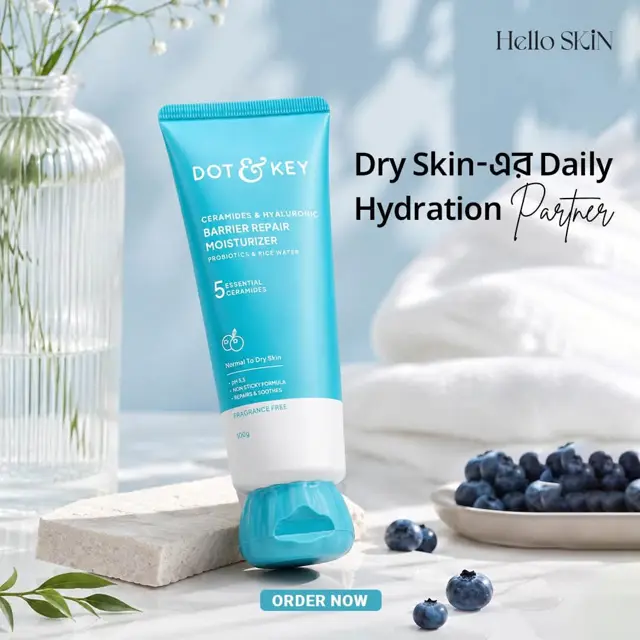 Hello SKiN
Dry Skin-এর Daily
Hydration Partner
DOT & KEY
CERAMIDES & HYALURONIC
BARRIER REPAIR
MOISTURIZER
PROBIOTICS & RICE WATER
5 ESSENTIAL
CERAMIDES
Normal To Dry Skin
• pH 5.5
• NON STICKY FORMULA
• REPAIRS & SOOTHES
FRAGRANCE FREE
100g
ORDER NOW